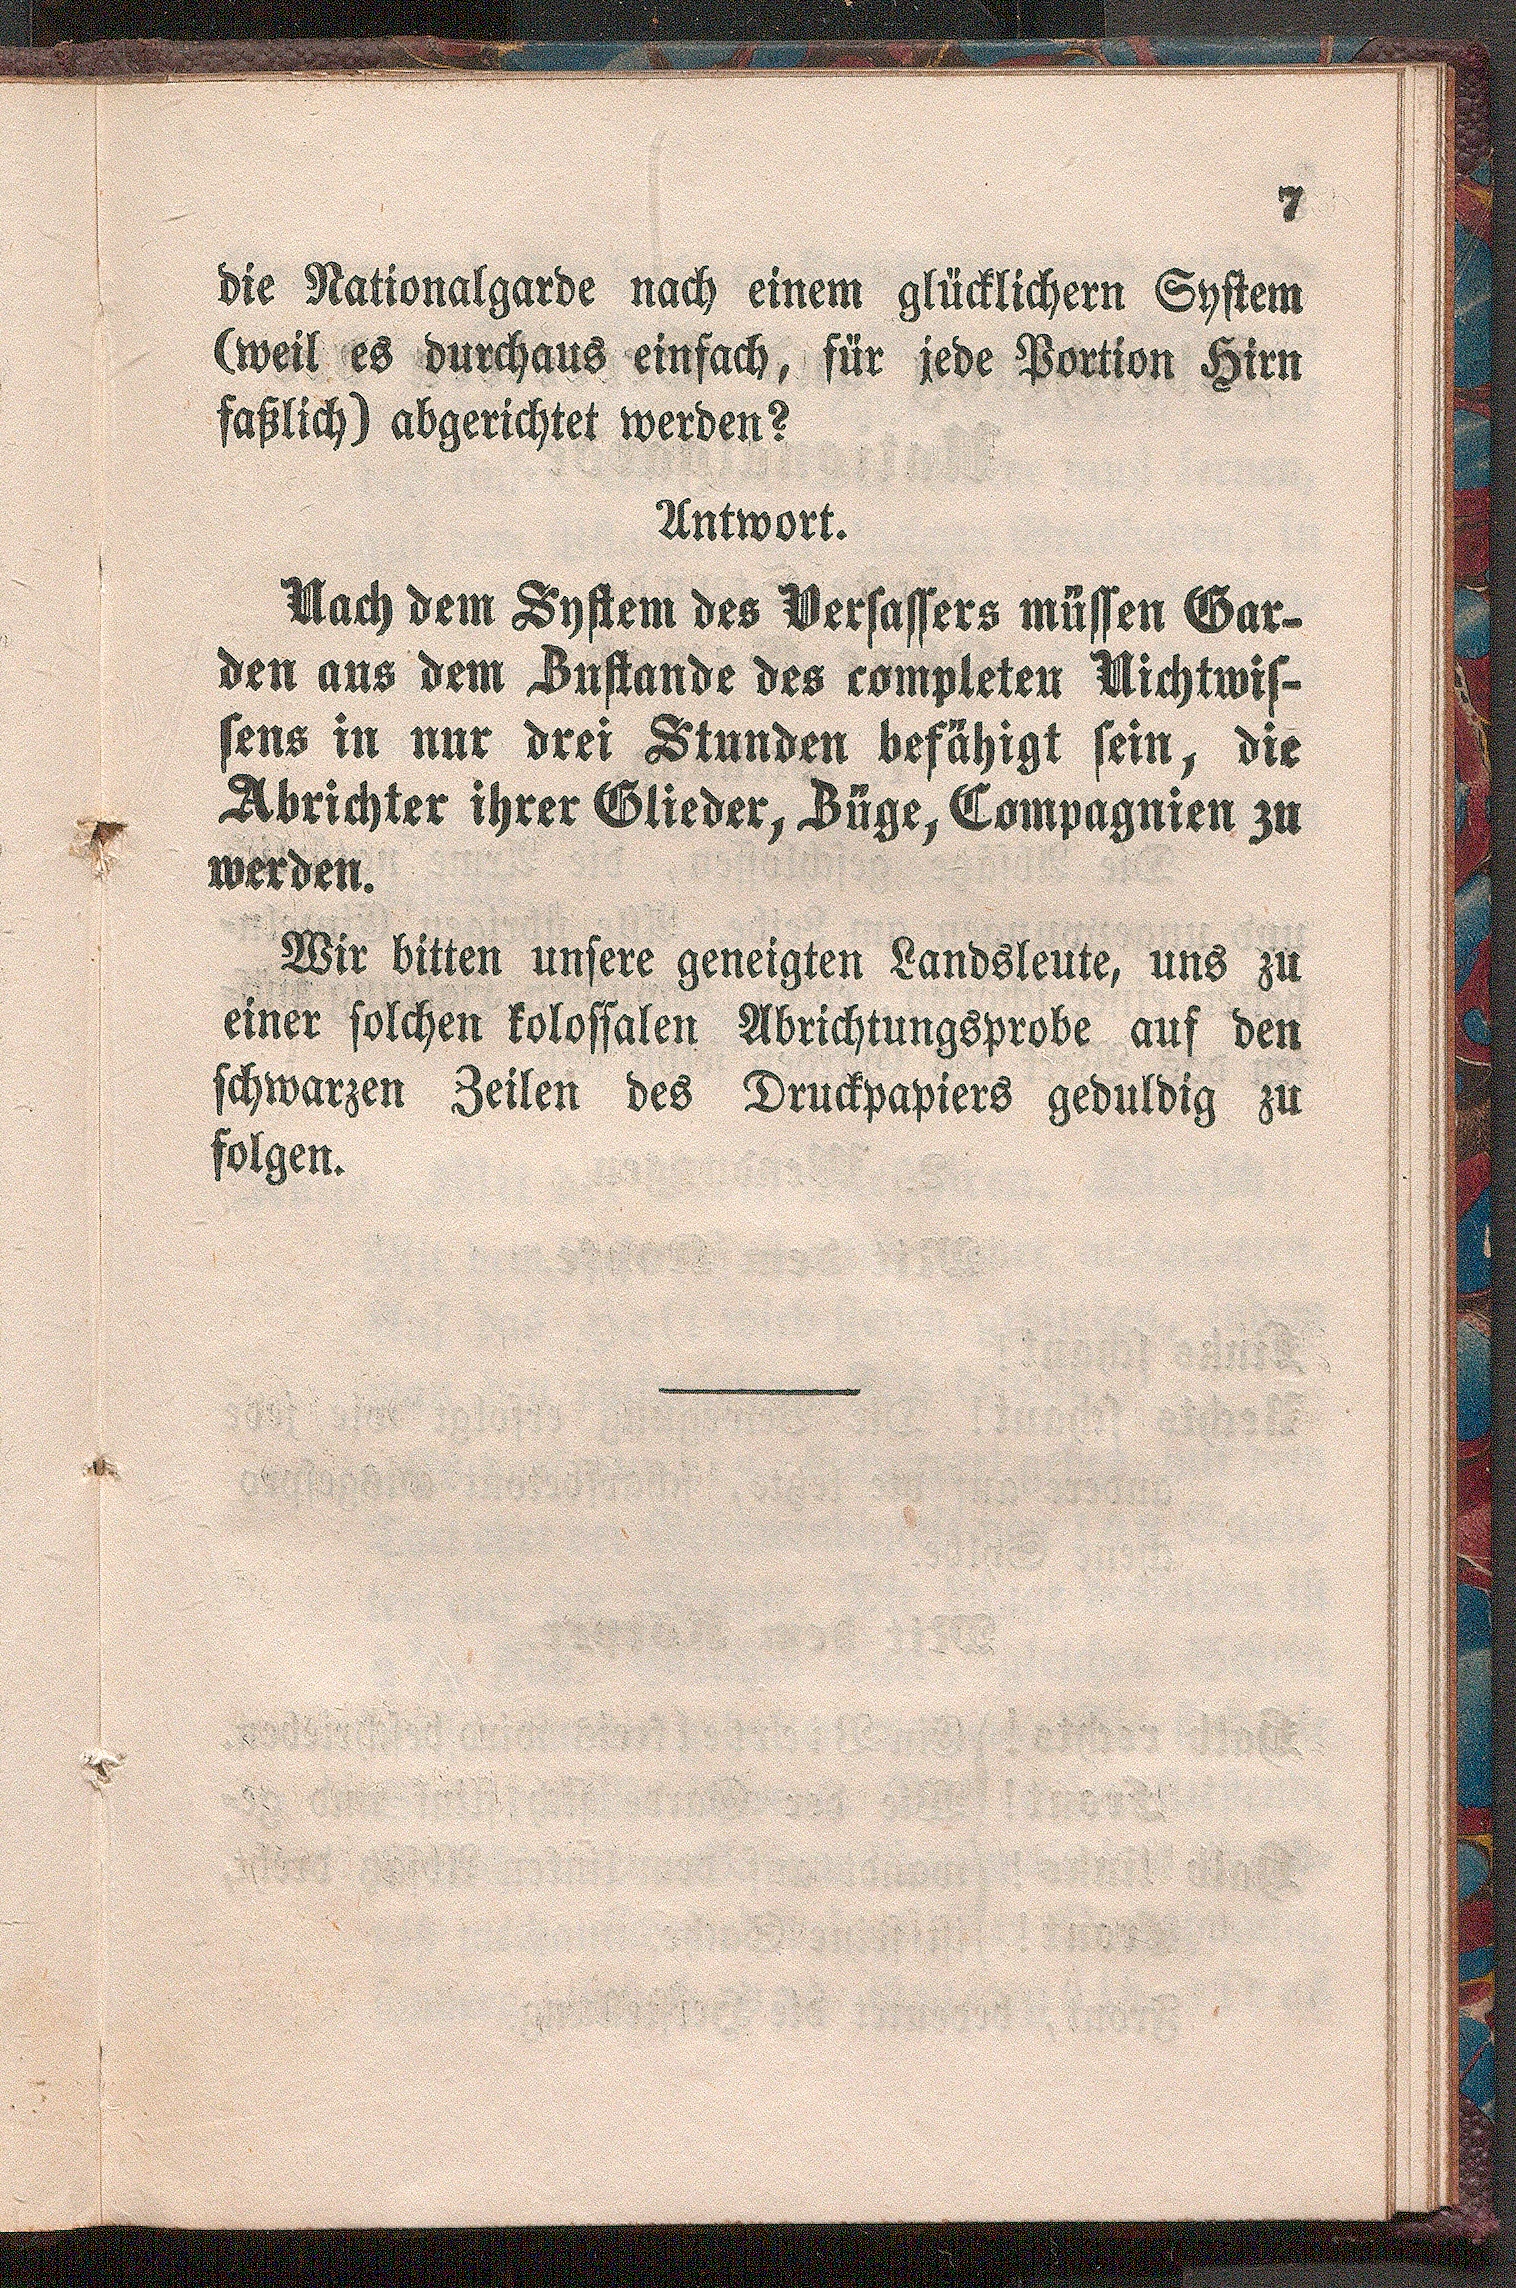 7
die Nationalgarde nach einem glücklichern System
(weil es durchaus einfach, für jede Portion Hirn
faßlich) abgerichtet werden?
Antwort.
Nach dem System des Verfassers müssen Gar-
den aus dem Zustande des completen Nichtwis-
sens in nur drei Stunden befähigt sein, die
Abrichter ihrer Glieder, Züge, Compagnien zu
werden.
Wir bitten unsere geneigten Landsleute, uns zu
einer solchen kolossalen Abrichtungsprobe auf den
schwarzen Zeilen des Druckpapiers geduldig zu
folgen.